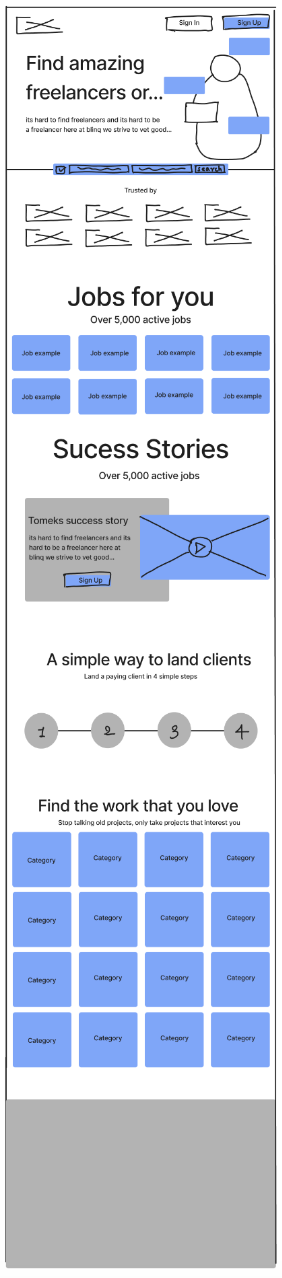 Sign In
Sign Up
Find amazing
freelancers or...
its hard to find freelancers and its hard to be
a freelancer here at bling we strive to vet good...
Search
Trusted by
Jobs for you
Over 5,000 active jobs
Job example Job example Job example Job example
Job example Job example Job example Job example
Sucess Stories
Over 5,000 active jobs
Tomeks success story
its hard to find freelancers and its
hard to be a freelancer here at
bling we strive to vet good...
Sign Up
A simple way to land clients
Land a paying client in 4 simple steps
1 2 3 4
Find the work that you love
Stop talking old projects, only take projects that interest you
Category Category Category Category
Category Category Category Category
Category Category Category Category
Category Category Category Category